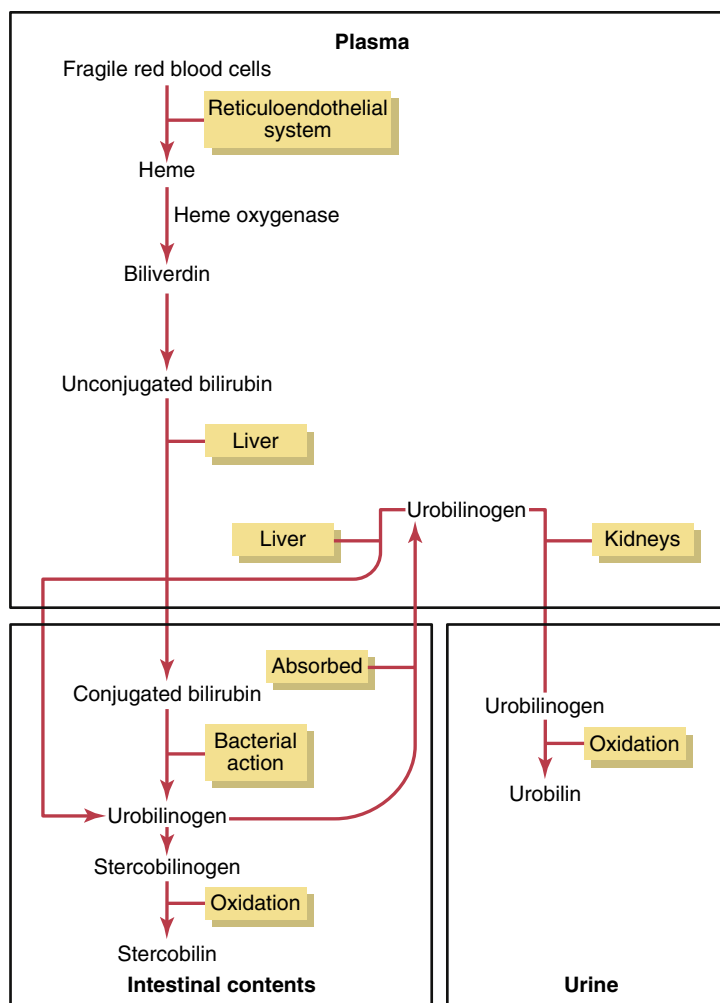 Plasma
Fragile red blood cells
Reticuloendothelial
system
Heme
Heme oxygenase
Biliverdin
Unconjugated bilirubin
Liver
Urobilinogen
Liver
Kidneys
Absorbed
Conjugated bilirubin
Bacterial
action
Urobilinogen
Stercobilinogen
Oxidation
Stercobilin
Intestinal contents
Urobilinogen
Oxidation
Urobilin
Urine